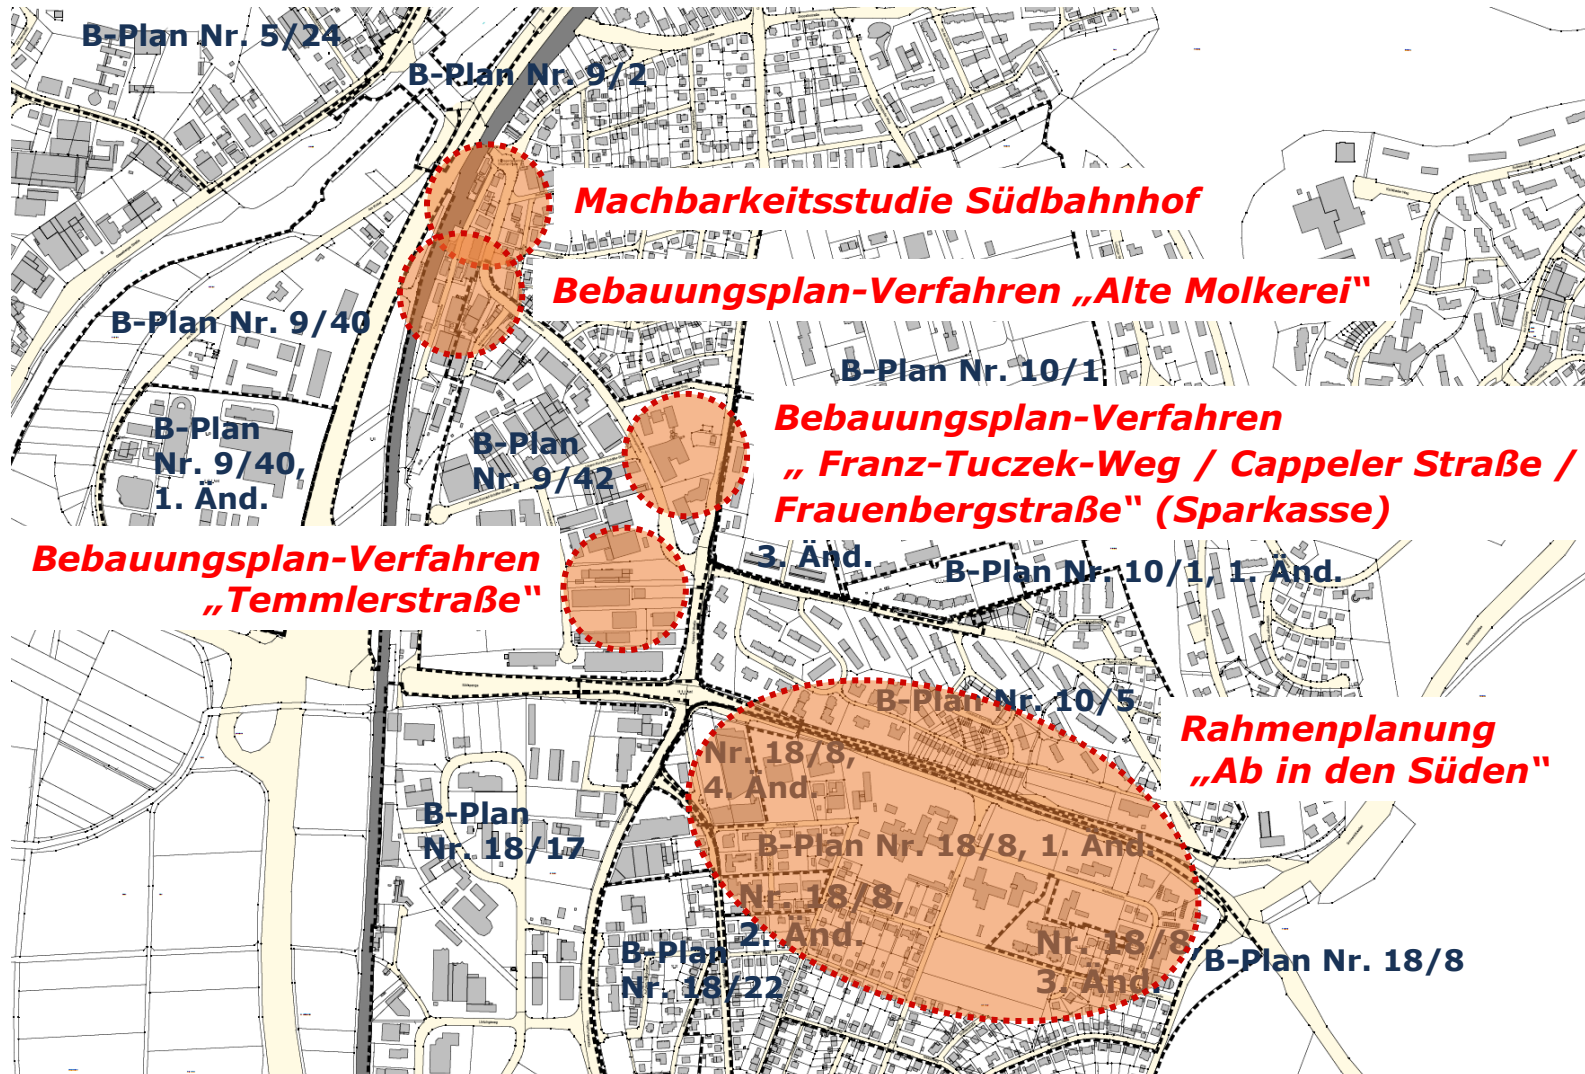 B-Plan Nr. 5/24
B-Plan Nr. 9/2
Machbarkeitsstudie Südbahnhof
Bebauungsplan-Verfahren „Alte Molkerei“
B-Plan Nr. 9/40
B-Plan Nr. 10/1
B-Plan
Nr. 9/40,
1. Änd.
B-Plan
Nr. 9/42
Bebauungsplan-Verfahren
„ Franz-Tuczek-Weg / Cappeler Straße /
Frauenbergstraße“ (Sparkasse)
Bebauungsplan-Verfahren
„Temmlerstraße“
3. Änd.
B-Plan Nr. 10/1, 1. Änd.
B-Plan Nr. 10/5
Rahmenplanung
„Ab in den Süden“
Nr. 18/8,
4. Änd.
B-Plan
Nr. 18/17
B-Plan Nr. 18/8, 1. Änd.
Nr. 18/8,
2. Änd.
B-Plan
Nr. 18/22
Nr. 18/8,
3. Änd.
B-Plan Nr. 18/8